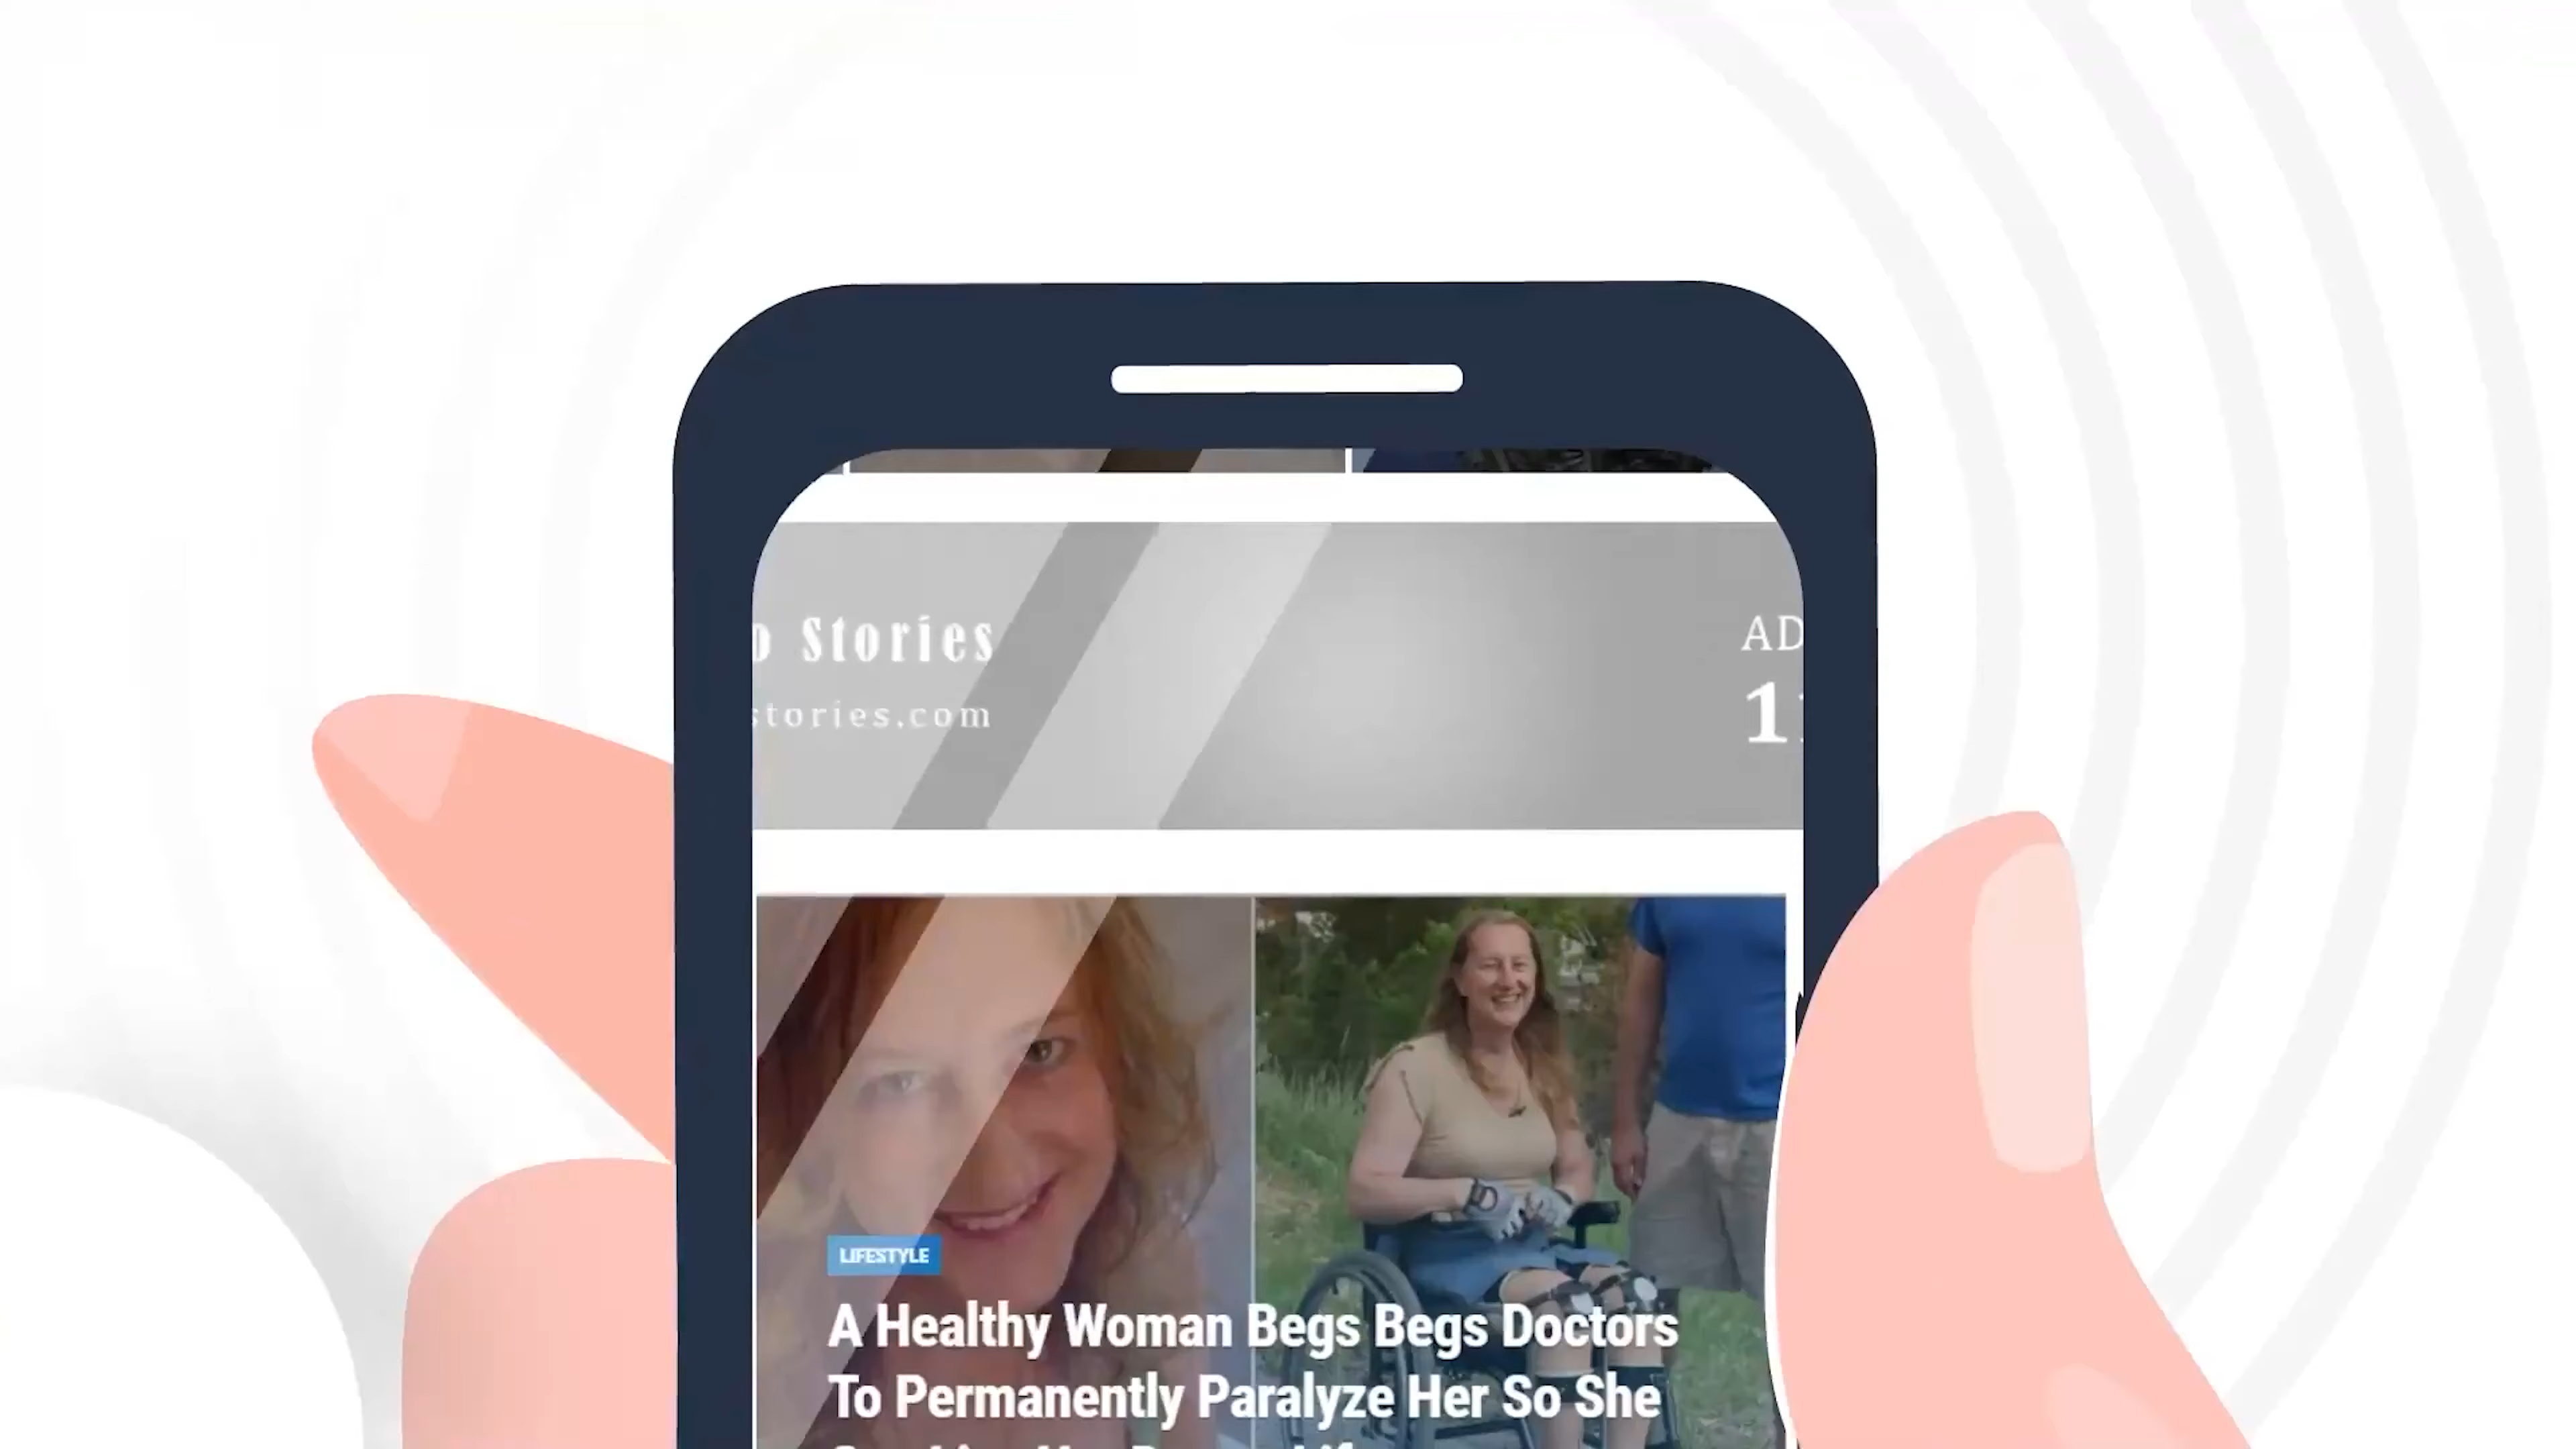 Stories
AD
stories.com
LIFESTYLE
A Healthy Woman Begs Begs Doctors
To Permanently Paralyze Her So She